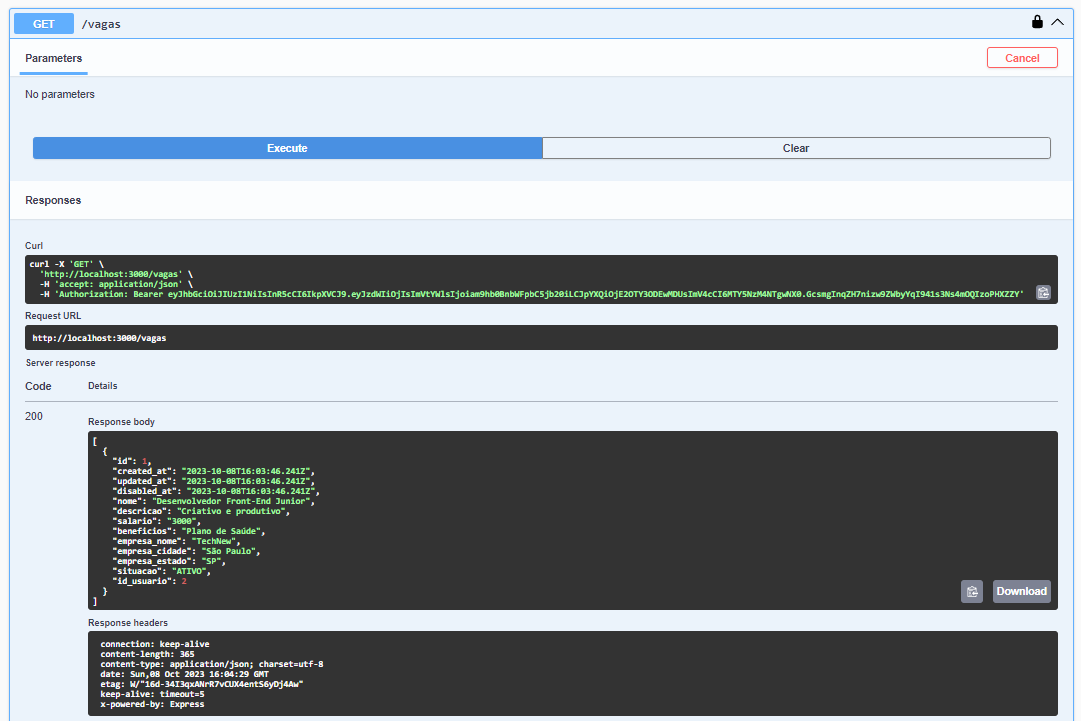 GET /vagas
Parameters
Cancel
No parameters
Execute
Clear
Responses
Curl
curl -X 'GET' \
'http://localhost:3000/vagas' \
-H 'accept: application/json' \
-H 'Authorization: Bearer
Request URL
http://localhost:3000/vagas
Server response
Code Details
200
Response body
[
{
"id": 1,
"created_at": "2023-10-08T16:03:46.241Z",
"updated_at": "2023-10-08T16:03:46.241Z",
"disabled_at": "2023-10-08T16:03:46.241Z",
"nome": "Desenvolvedor Front-End Junior",
"descricao": "Criativo e produtivo",
"salario": "3000",
"beneficios": "Plano de Saúde",
"empresa_nome": "TechNew",
"empresa_cidade": "São Paulo",
"empresa_estado": "SP",
"situacao": "ATIVO",
"id_usuario": 2
}
]
Download
Response headers
connection: keep-alive
content-length: 365
content-type: application/json; charset=utf-8
date: Sun,08 Oct 2023 16:04:29 GMT
etag: W/"16d-34I3qxANrR7vCUX4entS6yDj4Aw"
keep-alive: timeout=5
x-powered-by: Express